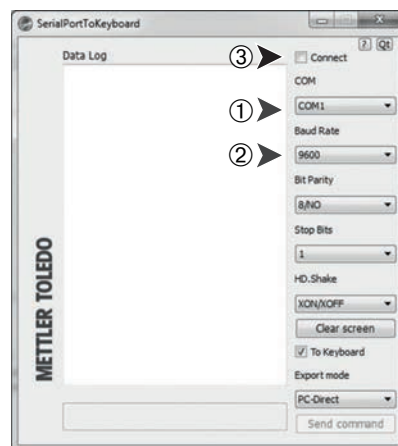 SerialPortToKeyboard
? Qt
Data Log
③ Connect
COM
① COM1
Baud Rate
② 9600
Bit Parity
8/NO
Stop Bits
1
HD.Shake
XON/XOFF
Clear screen
To Keyboard
Export mode
PC-Direct
Send command
METTLER TOLEDO